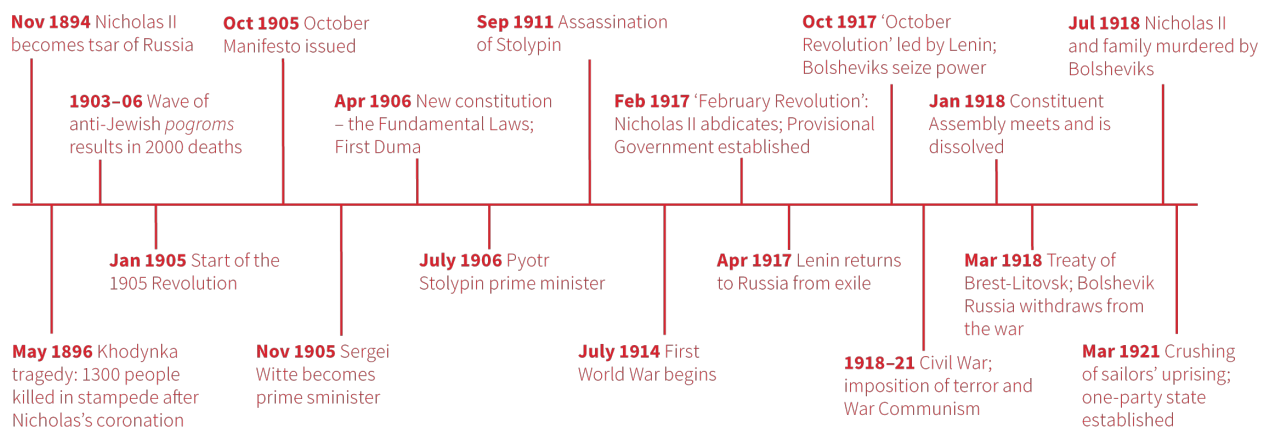 Nov 1894 Nicholas II
becomes tsar of Russia
Oct 1905 October
Manifesto issued
Sep 1911 Assassination
of Stolypin
Oct 1917 ‘October
Revolution’ led by Lenin;
Bolsheviks seize power
Jul 1918 Nicholas II
and family murdered by
Bolsheviks
1903–06 Wave of
anti-Jewish pogroms
results in 2000 deaths
Apr 1906 New constitution
– the Fundamental Laws;
First Duma
Feb 1917 ‘February Revolution’:
Nicholas II abdicates; Provisional
Government established
Jan 1918 Constituent
Assembly meets and is
dissolved
Jan 1905 Start of the
1905 Revolution
July 1906 Pyotr
Stolypin prime minister
Apr 1917 Lenin returns
to Russia from exile
Mar 1918 Treaty of
Brest-Litovsk; Bolshevik
Russia withdraws from
the war
May 1896 Khodynka
tragedy: 1300 people
killed in stampede after
Nicholas’s coronation
Nov 1905 Sergei
Witte becomes
prime sminister
July 1914 First
World War begins
1918–21 Civil War;
imposition of terror and
War Communism
Mar 1921 Crushing
of sailors’ uprising;
one-party state
established